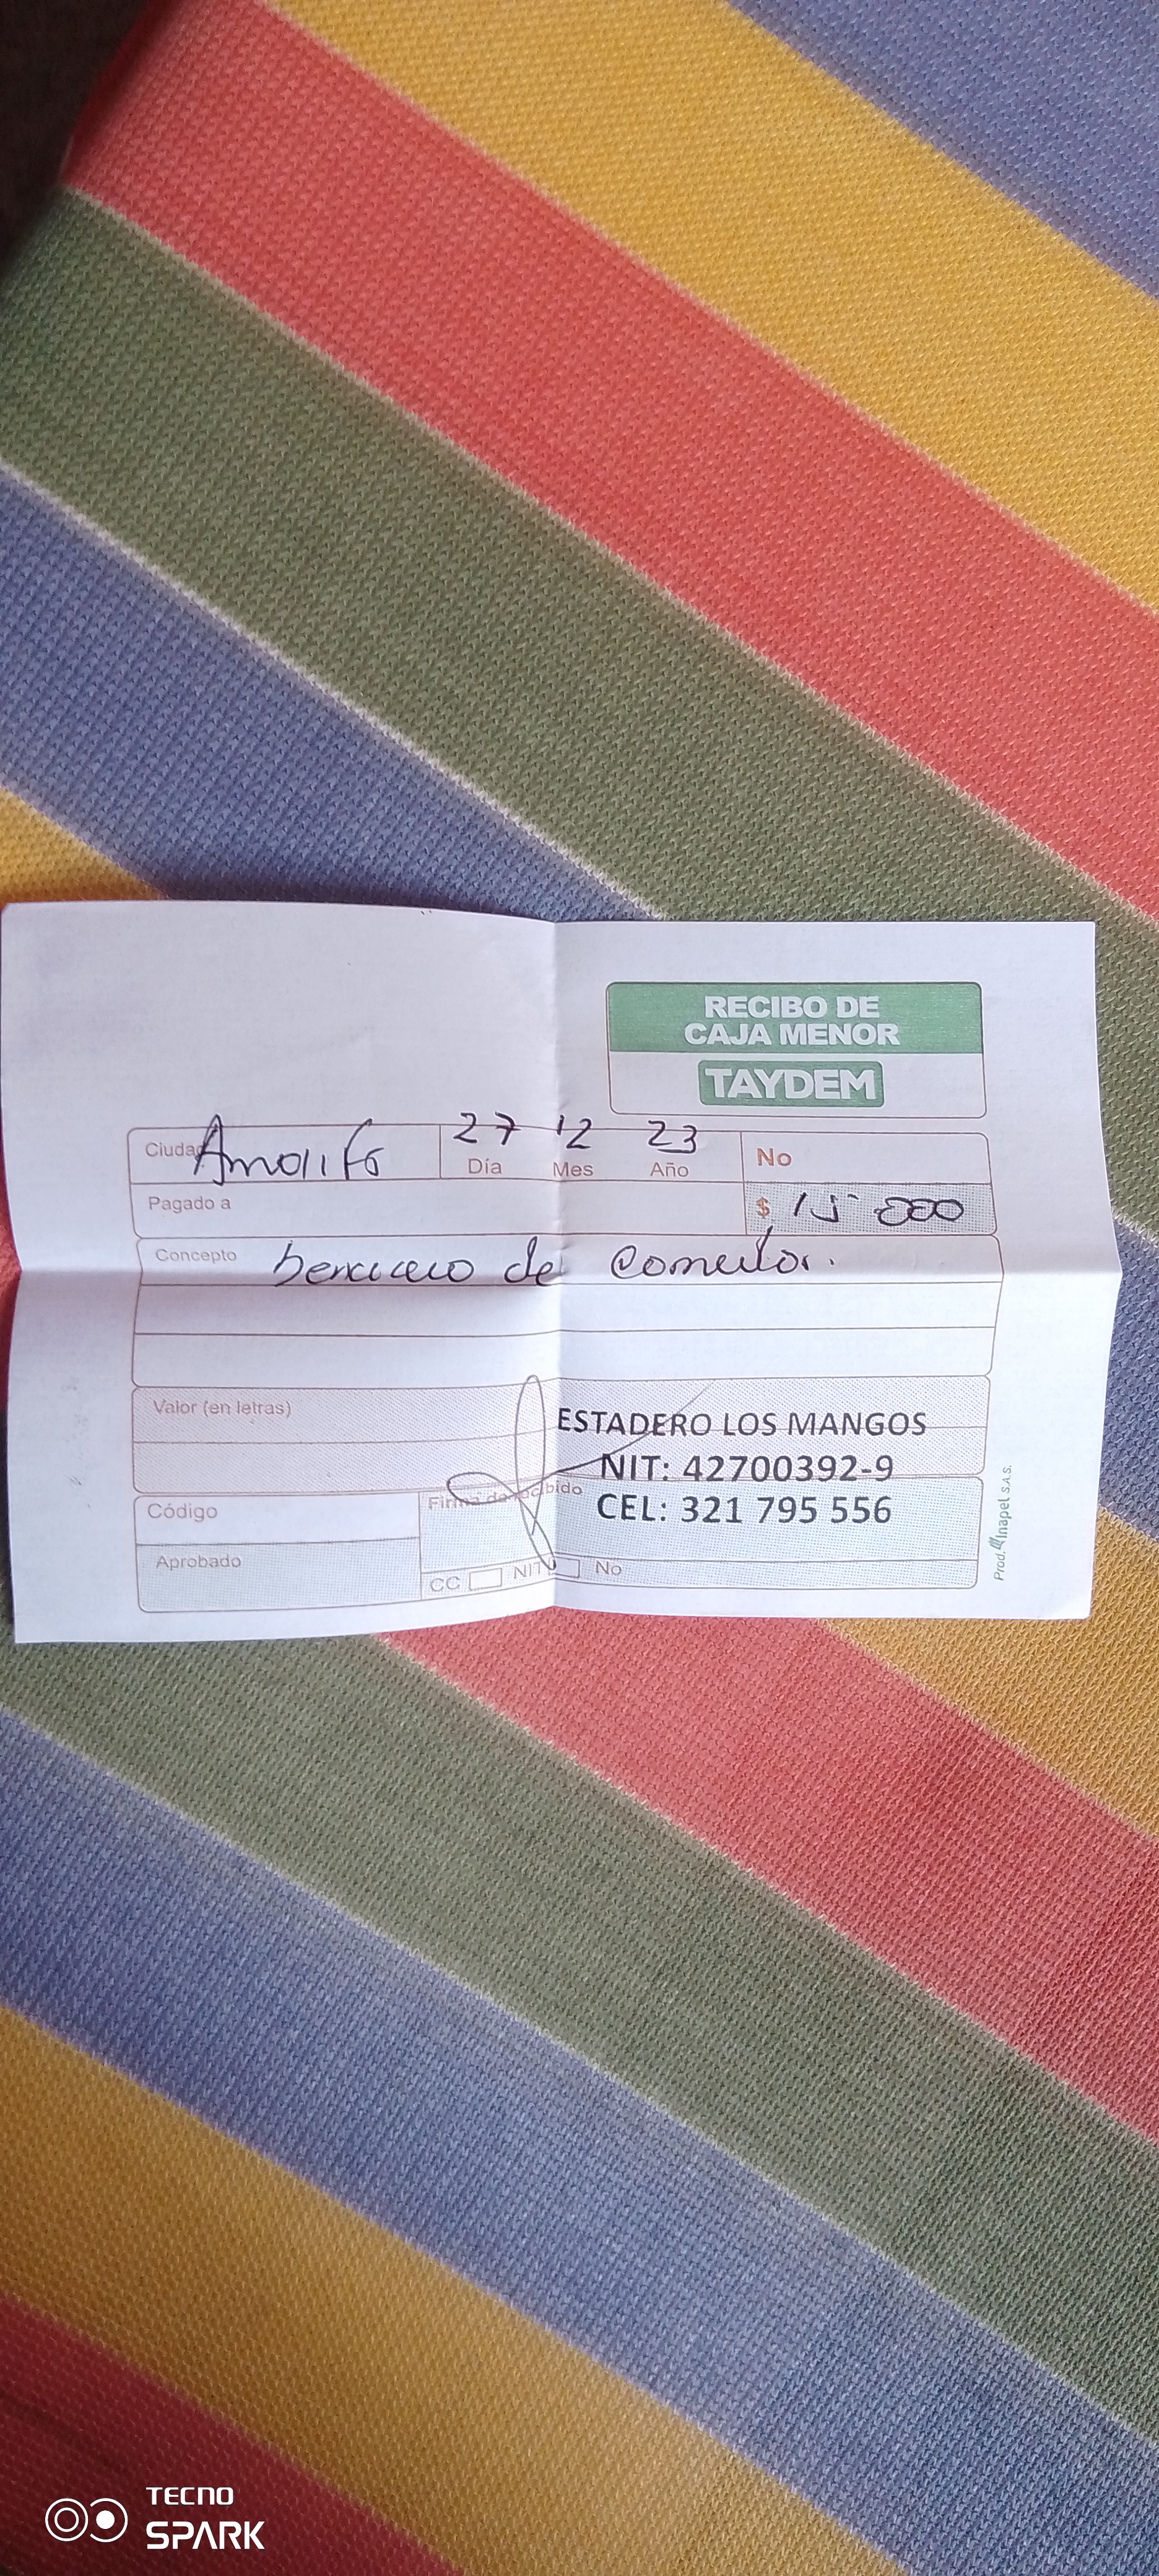 RECIBO DE
CAJA MENOR
TAYDEM
Ciudad Amalfi 27 12 23
Día Mes Año No
Pagado a $ 15.000
Concepto de Comedor.
Valor (en letras)
ESTADERO LOS MANGOS
NIT: 42700392-9
Firma de recibido
CEL: 321 795 556
Código
Aprobado
CC NIT No
Prod. Inapel S.A.S.
TECNO
SPARK